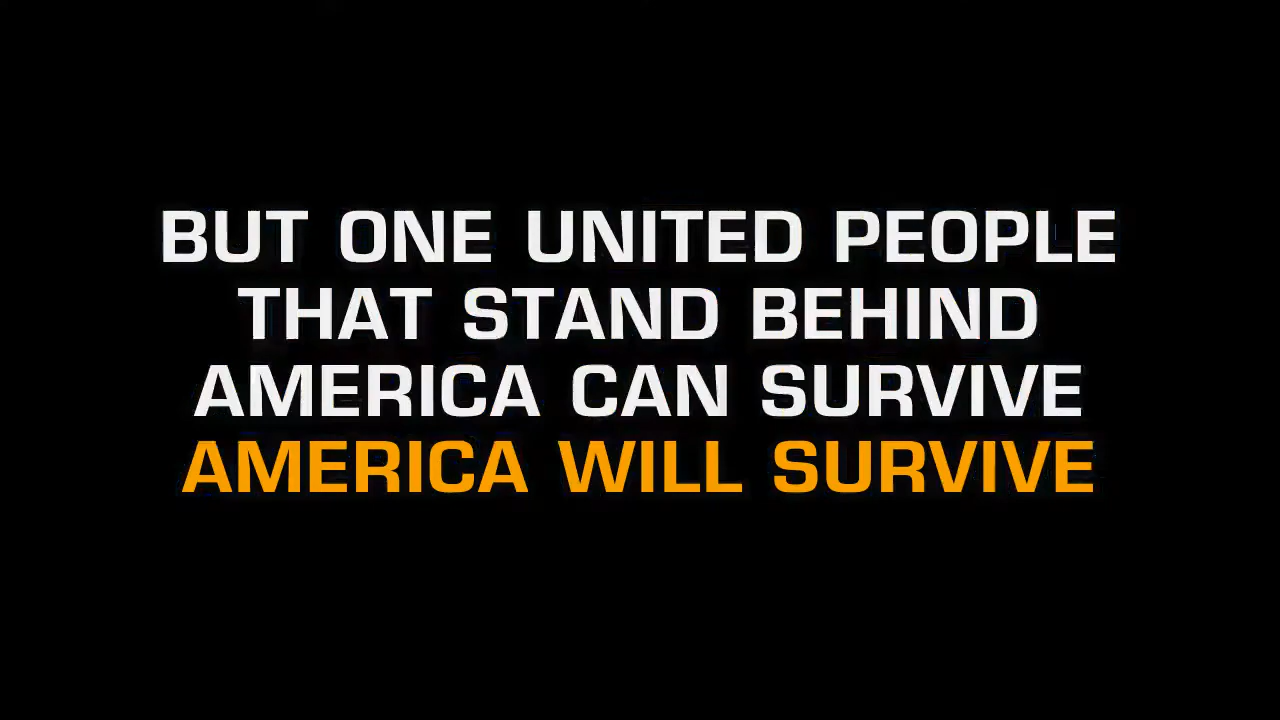 BUT ONE UNITED PEOPLE
THAT STAND BEHIND
AMERICA CAN SURVIVE
AMERICA WILL SURVIVE